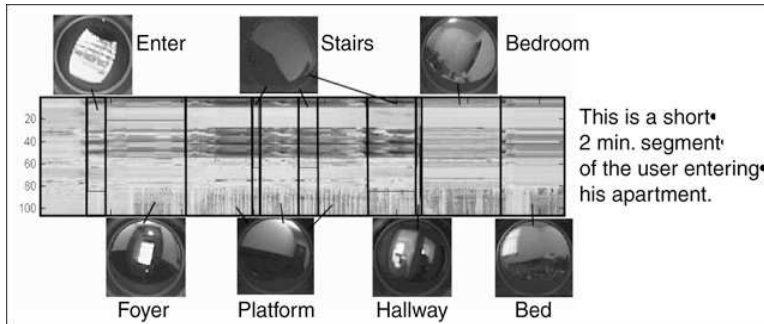 Enter
Stairs
Bedroom
20
40
60
80
100
This is a short
2 min. segment
of the user entering
his apartment.
Foyer
Platform
Hallway
Bed